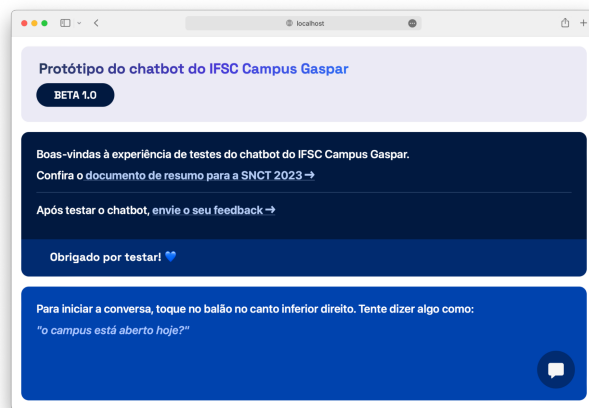 localhost
Protótipo do chatbot do IFSC Campus Gaspar
BETA 1.0
Boas-vindas à experiência de testes do chatbot do IFSC Campus Gaspar.
Confira o documento de resumo para a SNCT 2023 →
Após testar o chatbot, envie o seu feedback →
Obrigado por testar! 💙
Para iniciar a conversa, toque no balão no canto inferior direito. Tente dizer algo como:
"o campus está aberto hoje?"